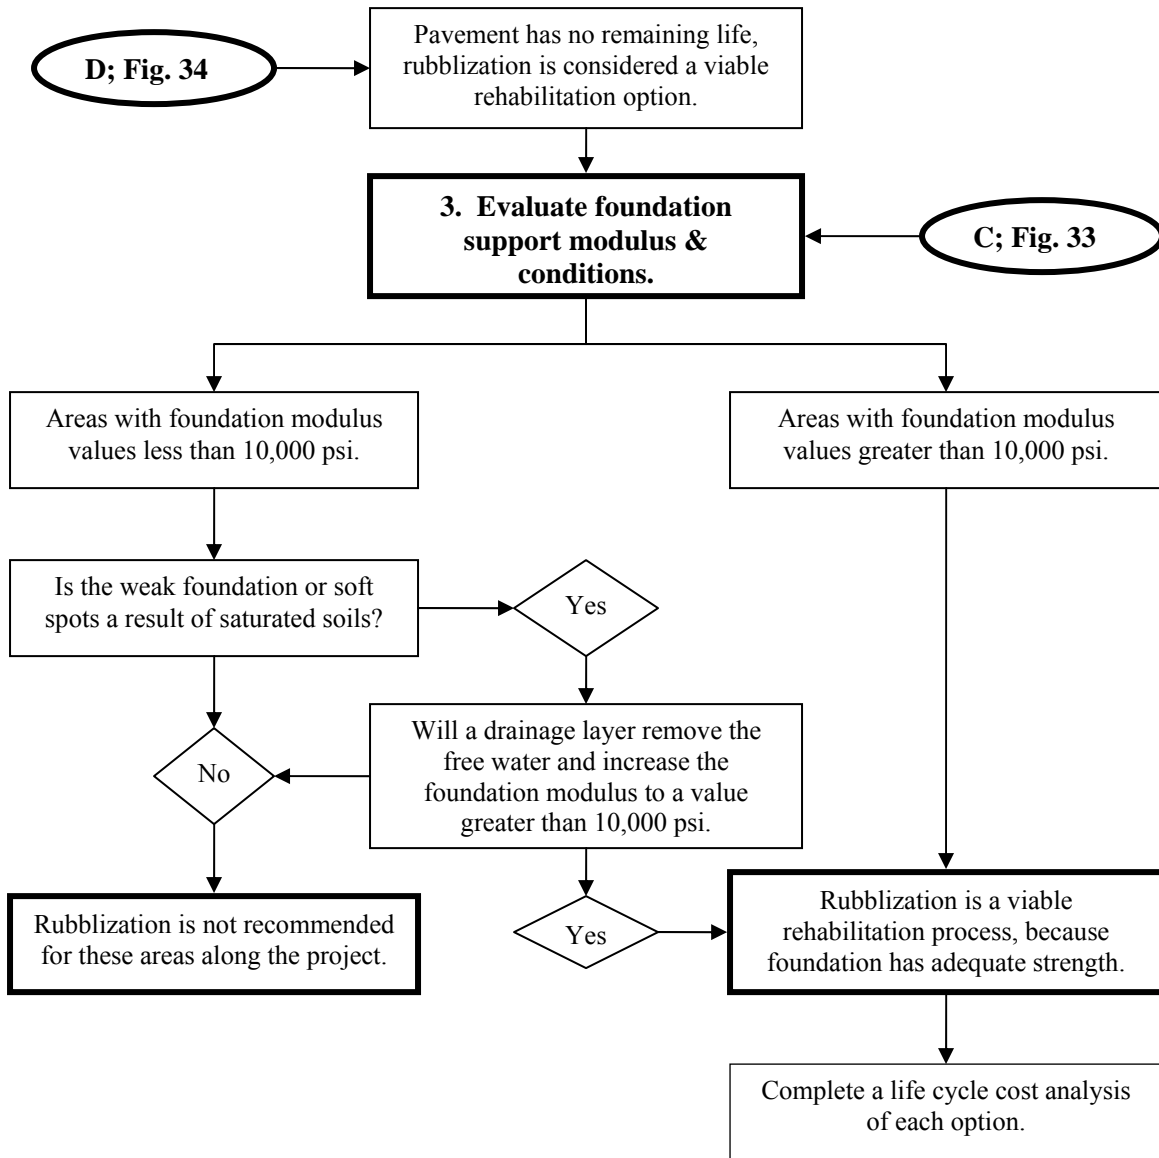 D; Fig. 34
Pavement has no remaining life,
rubblization is considered a viable
rehabilitation option.
3. Evaluate foundation
support modulus &
conditions.
C; Fig. 33
Areas with foundation modulus
values less than 10,000 psi.
Areas with foundation modulus
values greater than 10,000 psi.
Is the weak foundation or soft
spots a result of saturated soils?
Yes
Will a drainage layer remove the
free water and increase the
foundation modulus to a value
greater than 10,000 psi.
No
Rubblization is not recommended
for these areas along the project.
Yes
Rubblization is a viable
rehabilitation process, because
foundation has adequate strength.
Complete a life cycle cost analysis
of each option.